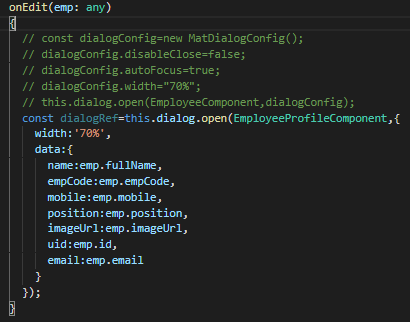 onEdit(emp: any)
{
// const dialogConfig=new MatDialogConfig();
// dialogConfig.disableClose=false;
// dialogConfig.autoFocus=true;
// dialogConfig.width="70%";
// this.dialog.open(EmployeeComponent,dialogConfig);
const dialogRef=this.dialog.open(EmployeeProfileComponent,{
width:'70%',
data:{
name:emp.fullName,
empCode:emp.empCode,
mobile:emp.mobile,
position:emp.position,
imageUrl:emp.imageUrl,
uid:emp.id,
email:emp.email
}
});
}